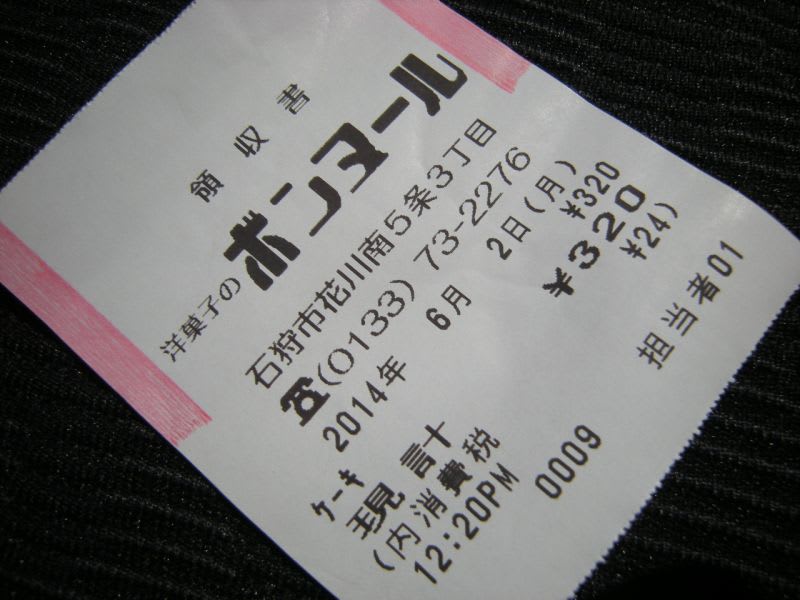 領収書
洋菓子の ボンヌール
石狩市花川南5条3丁目
☎(0133) 73-2276
2014年 6月 2日(月)
ケーキ ¥320
現計 ¥320
(内消費税 ¥24)
12:20PM 0009 担当者01